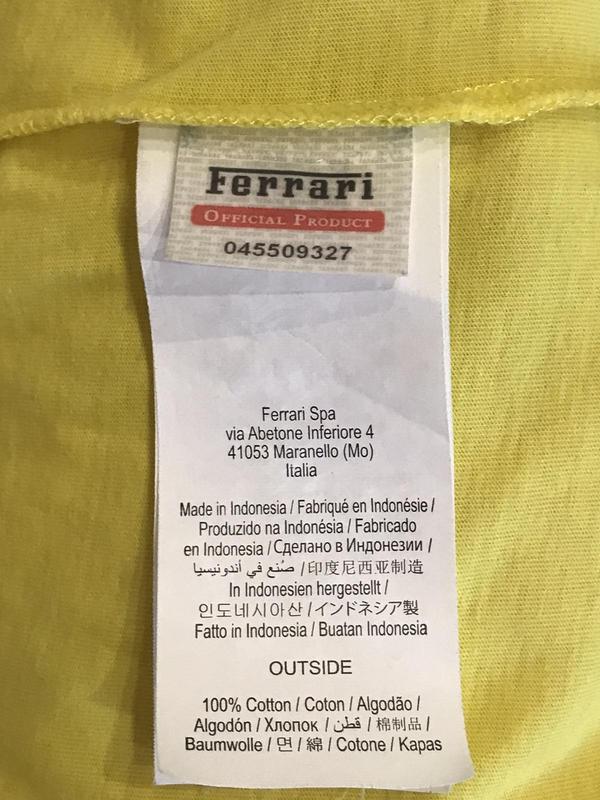 Ferrari
OFFICIAL PRODUCT
045509327
Ferrari Spa
via Abetone Inferiore 4
41053 Maranello (Mo)
Italia
Made in Indonesia / Fabriqué en Indonésie /
Produzido na Indonésia / Fabricado
en Indonesia / Сделано в Индонезии /
صُنع في أندونيسيا / 印度尼西亚制造
In Indonesien hergestellt /
인도네시아산 / インドネシア製
Fatto in Indonesia / Buatan Indonesia
OUTSIDE
100% Cotton / Coton / Algodão /
Algodón / Хлопок / قطن / 棉制品 /
Baumwolle / 면 / 綿 / Cotone / Kapas